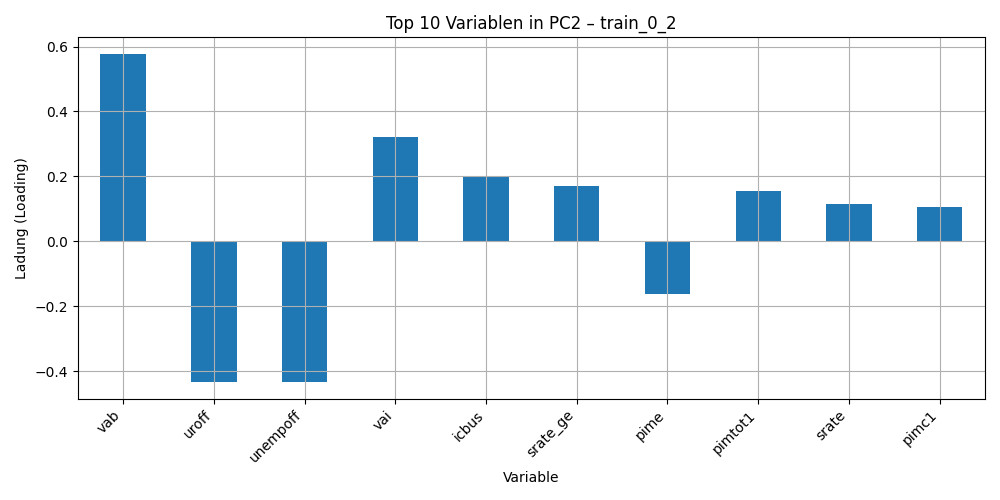 Top 10 Variablen in PC2 – train_0_2
Ladung (Loading)
0.6
0.4
0.2
0.0
−0.2
−0.4
vab
uroff
unempoff
vai
icbus
srate_ge
pime
pimtot1
srate
pimc1
Variable